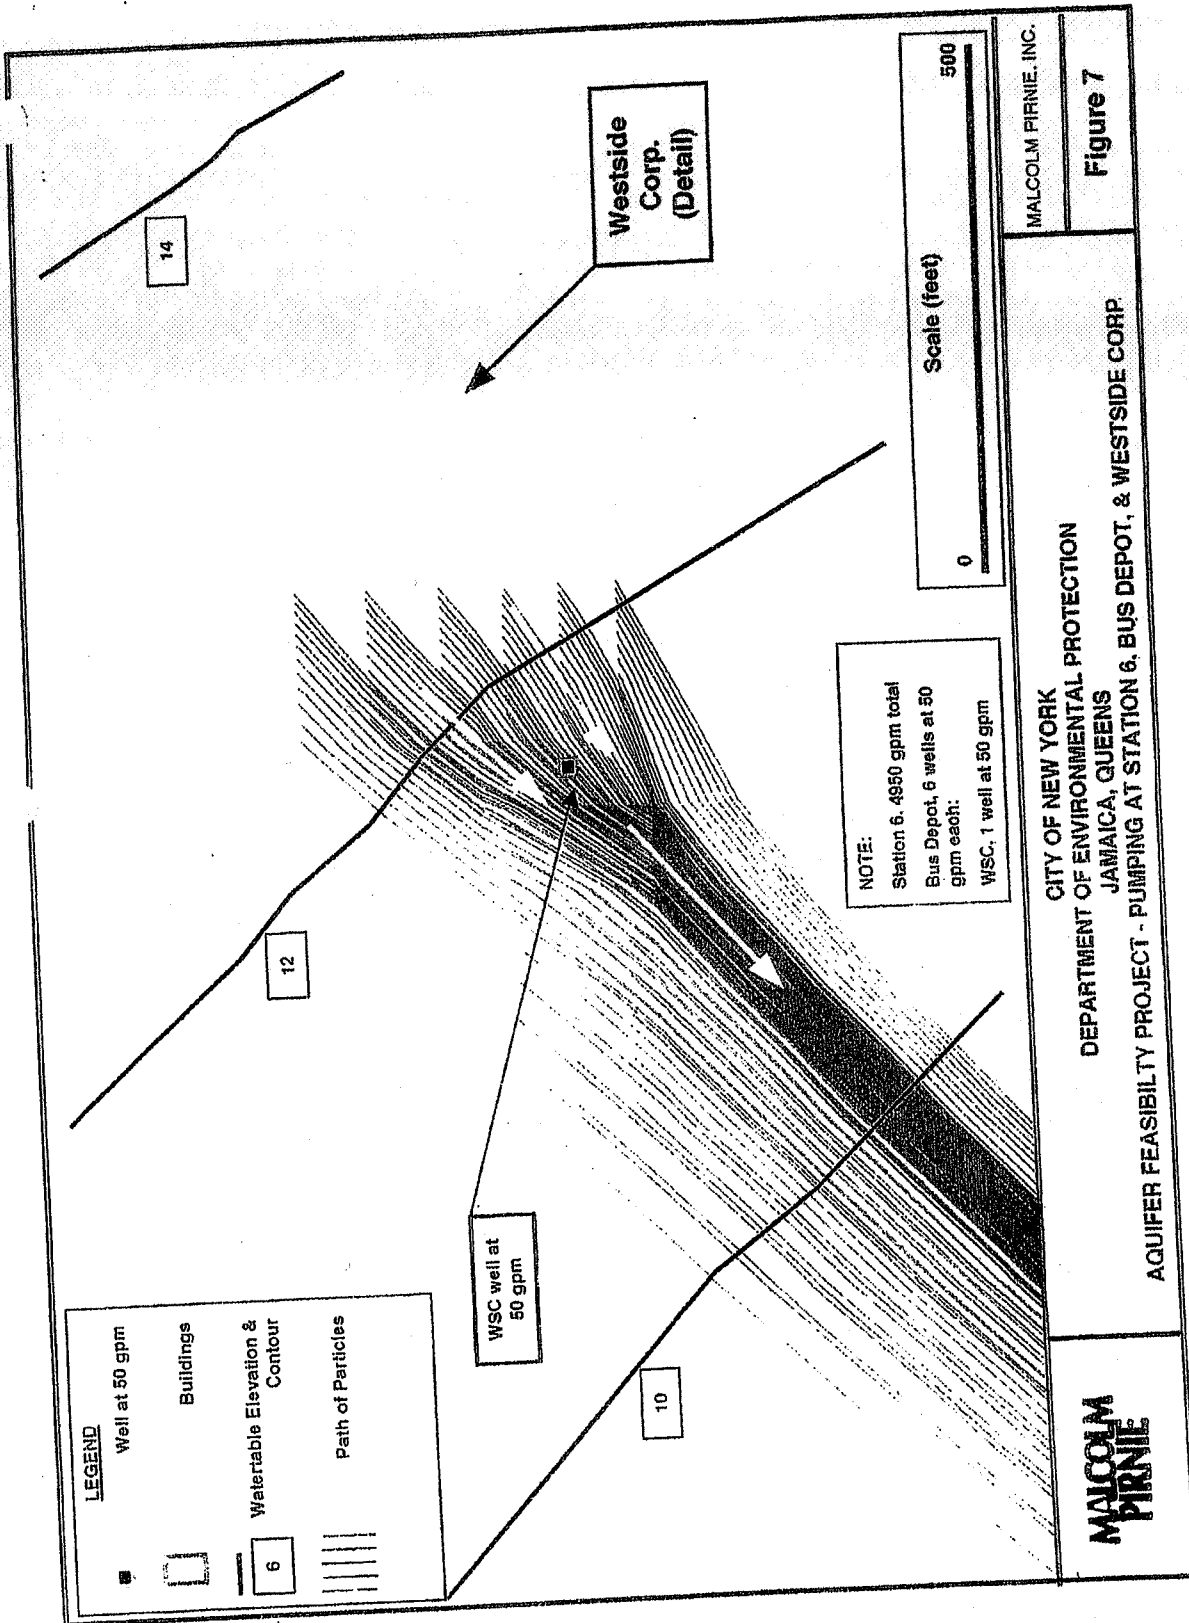 LEGEND
Well at 50 gpm
Buildings
6
Watertable Elevation &
Contour
Path of Particles
WSC well at
50 gpm
10
12
14
Westside
Corp.
(Detail)
NOTE:
Station 6, 4950 gpm total
Bus Depot, 6 wells at 50
gpm each;
WSC, 1 well at 50 gpm
Scale (feet)
0
500
MALCOLM
PIRNIE
CITY OF NEW YORK
DEPARTMENT OF ENVIRONMENTAL PROTECTION
JAMAICA, QUEENS
AQUIFER FEASIBILTY PROJECT - PUMPING AT STATION 6, BUS DEPOT, & WESTSIDE CORP.
MALCOLM PIRNIE, INC.
Figure 7